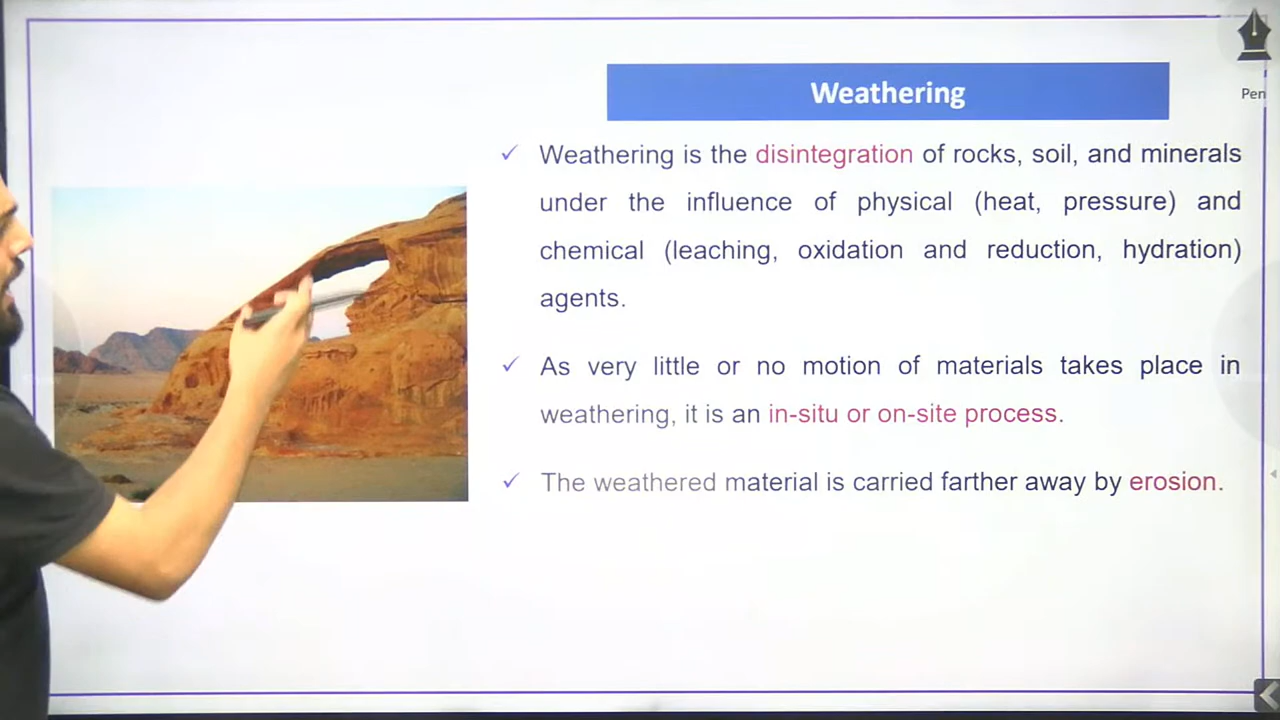 Weathering
Pen
✓ Weathering is the disintegration of rocks, soil, and minerals
under the influence of physical (heat, pressure) and
chemical (leaching, oxidation and reduction, hydration)
agents.
✓ As very little or no motion of materials takes place in
weathering, it is an in-situ or on-site process.
✓ The weathered material is carried farther away by erosion.